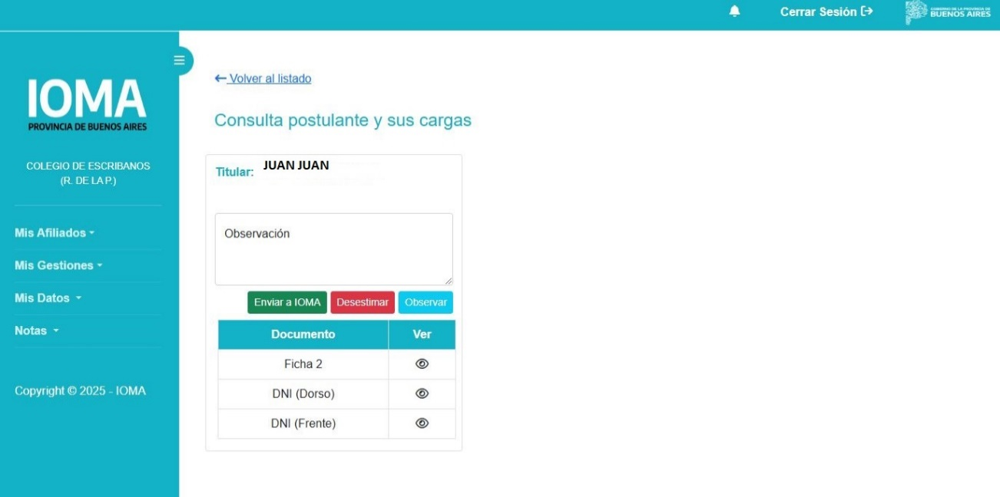 Cerrar Sesión
GOBIERNO DE LA PROVINCIA DE
BUENOS AIRES
IOMA
PROVINCIA DE BUENOS AIRES
COLEGIO DE ESCRIBANOS
(R. DE LA P.)
Mis Afiliados
Mis Gestiones
Mis Datos
Notas
Copyright © 2025 - IOMA
← Volver al listado
Consulta postulante y sus cargas
Titular: JUAN JUAN
Observación
Enviar a IOMA Desestimar Observar
Documento Ver
Ficha 2
DNI (Dorso)
DNI (Frente)